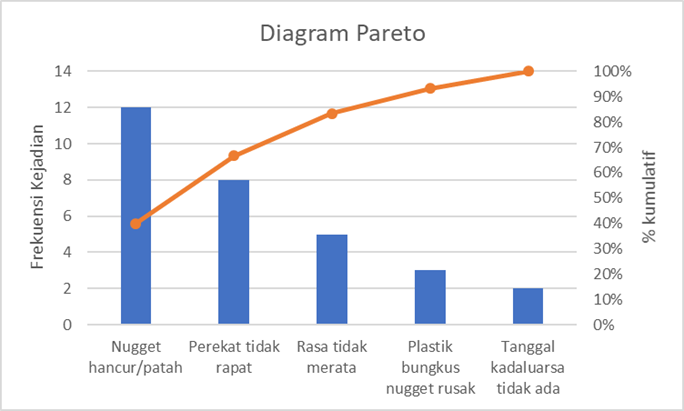 Diagram Pareto
Frekuensi Kejadian
14
12
10
8
6
4
2
0
100%
90%
80%
70%
60%
50%
40%
30%
20%
10%
0%
% kumulatif
Nugget
hancur/patah
Perekat tidak
rapat
Rasa tidak
merata
Plastik
bungkus
nugget rusak
Tanggal
kadaluarsa
tidak ada